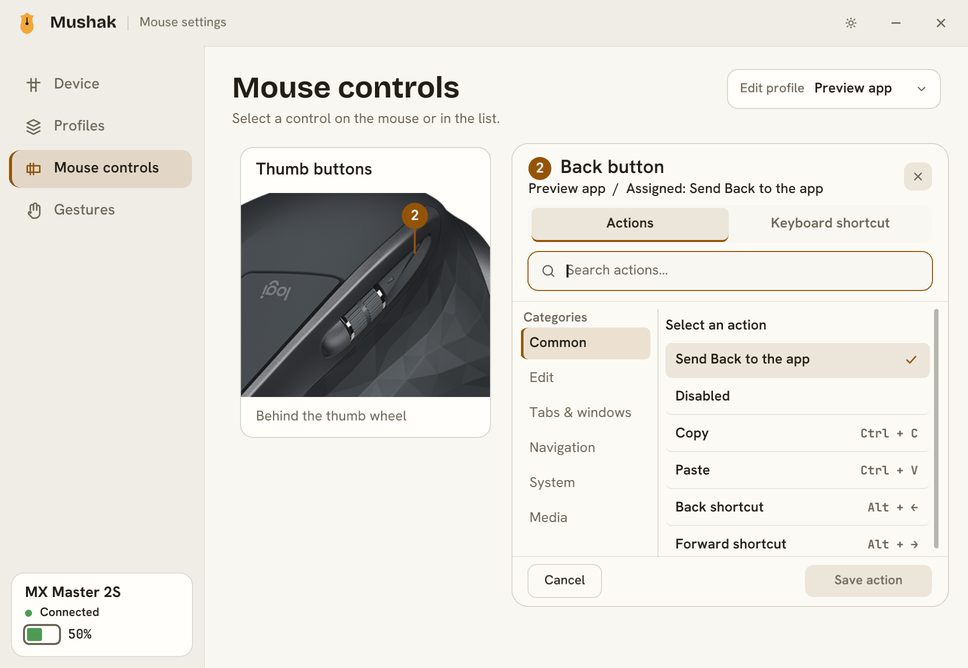 Mushak
Mouse settings
Device
Profiles
Mouse controls
Gestures
MX Master 2S
Connected
50%
Mouse controls
Select a control on the mouse or in the list.
Edit profile Preview app
Thumb buttons
2
logi
Behind the thumb wheel
2 Back button
Preview app / Assigned: Send Back to the app
Actions
Keyboard shortcut
Search actions...
Categories
Common
Edit
Tabs & windows
Navigation
System
Media
Select an action
Send Back to the app
Disabled
Copy Ctrl + C
Paste Ctrl + V
Back shortcut Alt + ←
Forward shortcut Alt + →
Cancel
Save action